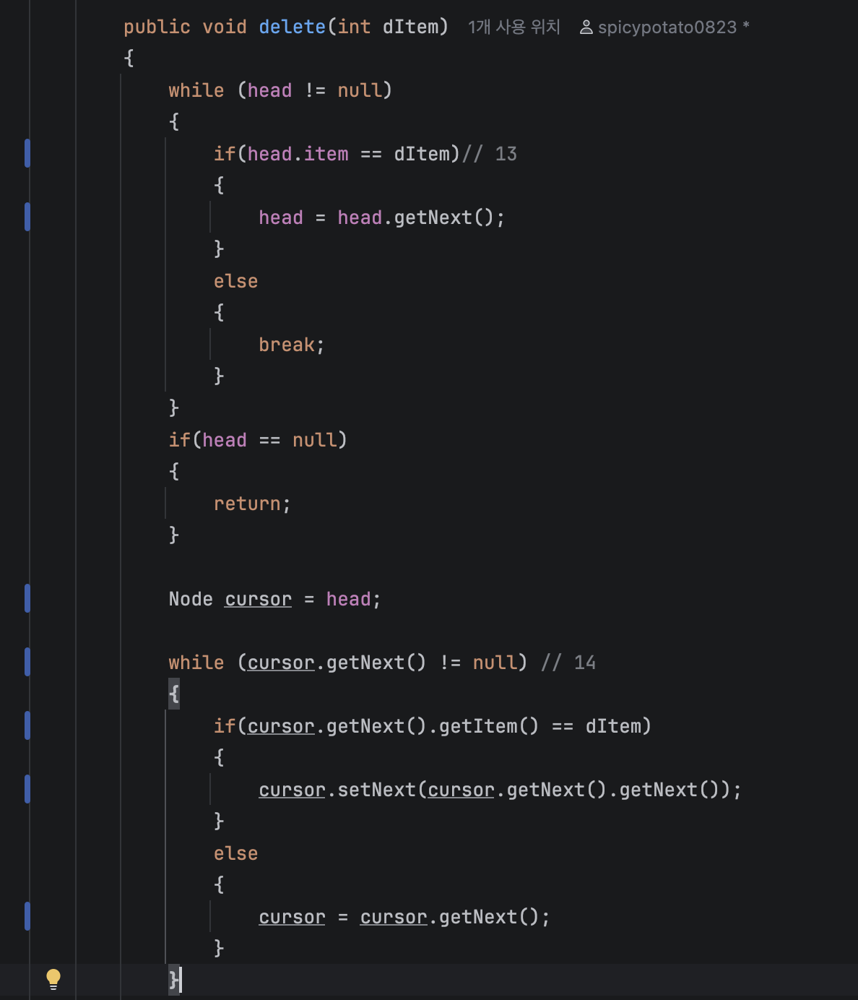 public void delete(int dItem) 1개 사용 위치 spicypotato0823 *
{
while (head != null)
{
if(head.item == dItem)// 13
{
head = head.getNext();
}
else
{
break;
}
}
if(head == null)
{
return;
}
Node cursor = head;
while (cursor.getNext() != null) // 14
{
if(cursor.getNext().getItem() == dItem)
{
cursor.setNext(cursor.getNext().getNext());
}
else
{
cursor = cursor.getNext();
}
}